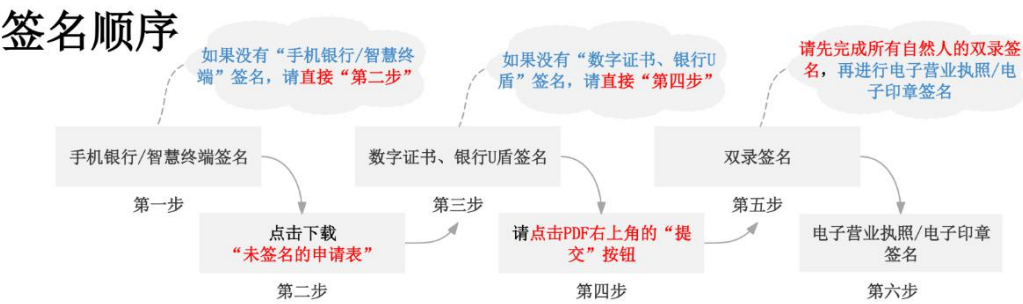 签名顺序
如果没有“手机银行/智慧终
端”签名，请直接“第二步”
如果没有“数字证书、银行U
盾”签名，请直接“第四步”
请先完成所有自然人的双录签
名，再进行电子营业执照/电
子印章签名
手机银行/智慧终端签名
第一步
数字证书、银行U盾签名
第三步
双录签名
第五步
点击下载
“未签名的申请表”
第二步
请点击PDF右上角的“提
交”按钮
第四步
电子营业执照/电子印章
签名
第六步